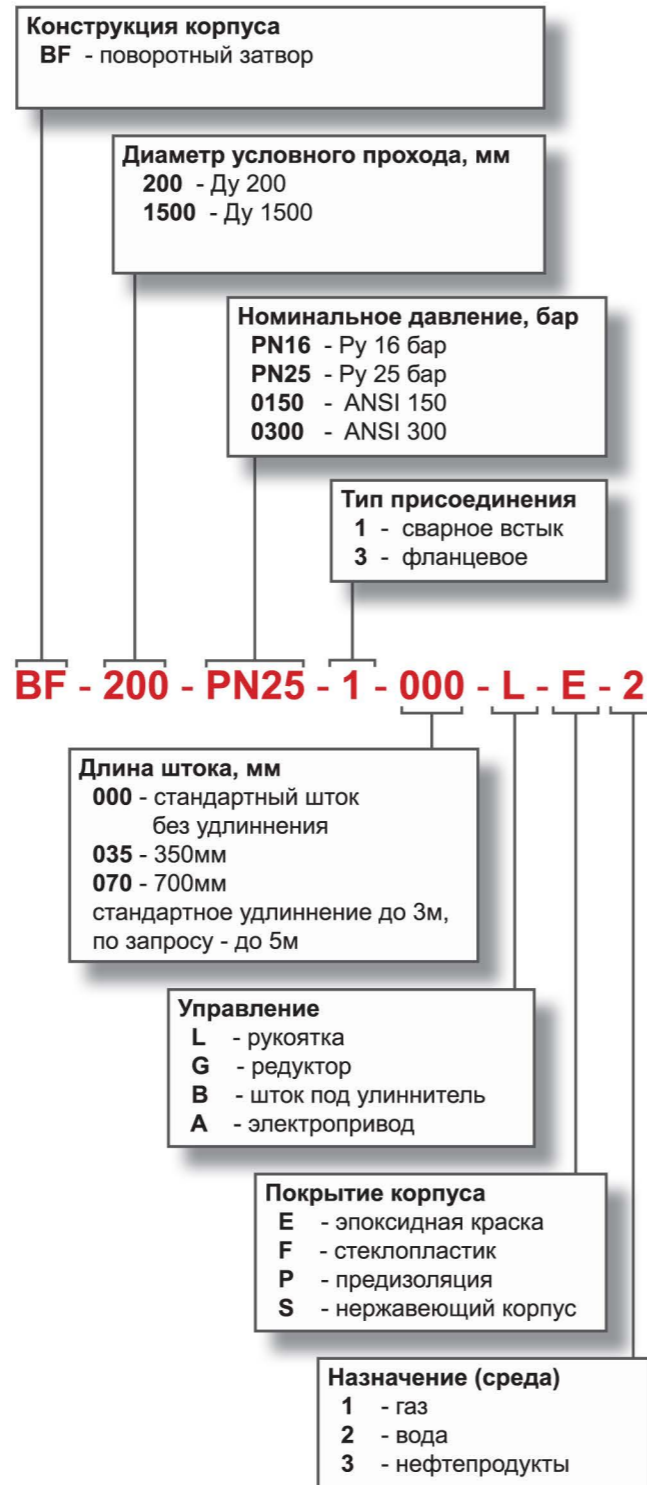 Конструкция корпуса
BF - поворотный затвор
Диаметр условного прохода, мм
200 - Ду 200
1500 - Ду 1500
Номинальное давление, бар
PN16 - Ру 16 бар
PN25 - Ру 25 бар
0150 - ANSI 150
0300 - ANSI 300
Тип присоединения
1 - сварное встык
3 - фланцевое
BF - 200 - PN25 - 1 - 000 - L - E - 2
Длина штока, мм
000 - стандартный шток
без удлиннения
035 - 350мм
070 - 700мм
стандартное удлиннение до 3м,
по запросу - до 5м
Управление
L - рукоятка
G - редуктор
B - шток под улиннитель
A - электропривод
Покрытие корпуса
E - эпоксидная краска
F - стеклопластик
P - предизоляция
S - нержавеющий корпус
Назначение (среда)
1 - газ
2 - вода
3 - нефтепродукты